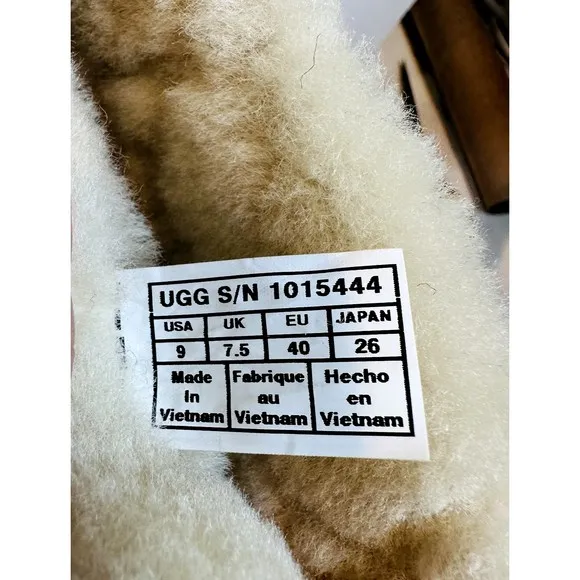 UGG S/N 1015444
USA UK EU JAPAN
9 7.5 40 26
Made Fabrique Hecho
in au en
Vietnam Vietnam Vietnam